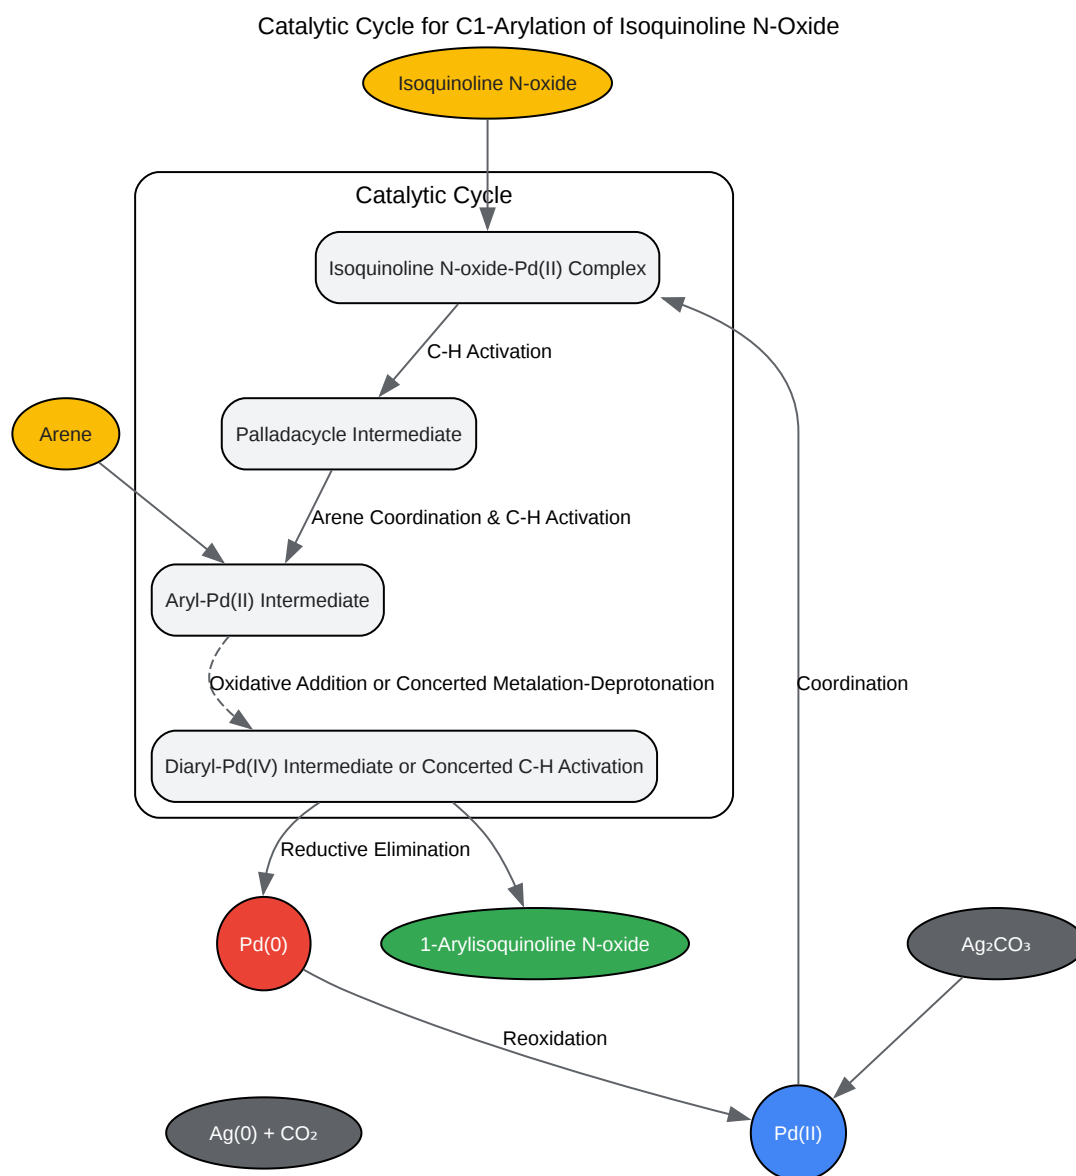 Catalytic Cycle for C1-Arylation of Isoquinoline N-Oxide
Isoquinoline N-oxide
Catalytic Cycle
Isoquinoline N-oxide-Pd(II) Complex
C-H Activation
Arene
Palladacycle Intermediate
Arene Coordination & C-H Activation
Aryl-Pd(II) Intermediate
Oxidative Addition or Concerted Metalation-Deprotonation
Coordination
Diaryl-Pd(IV) Intermediate or Concerted C-H Activation
Reductive Elimination
Pd(0)
1-Arylisoquinoline N-oxide
Ag₂CO₃
Reoxidation
Ag(0) + CO₂
Pd(II)